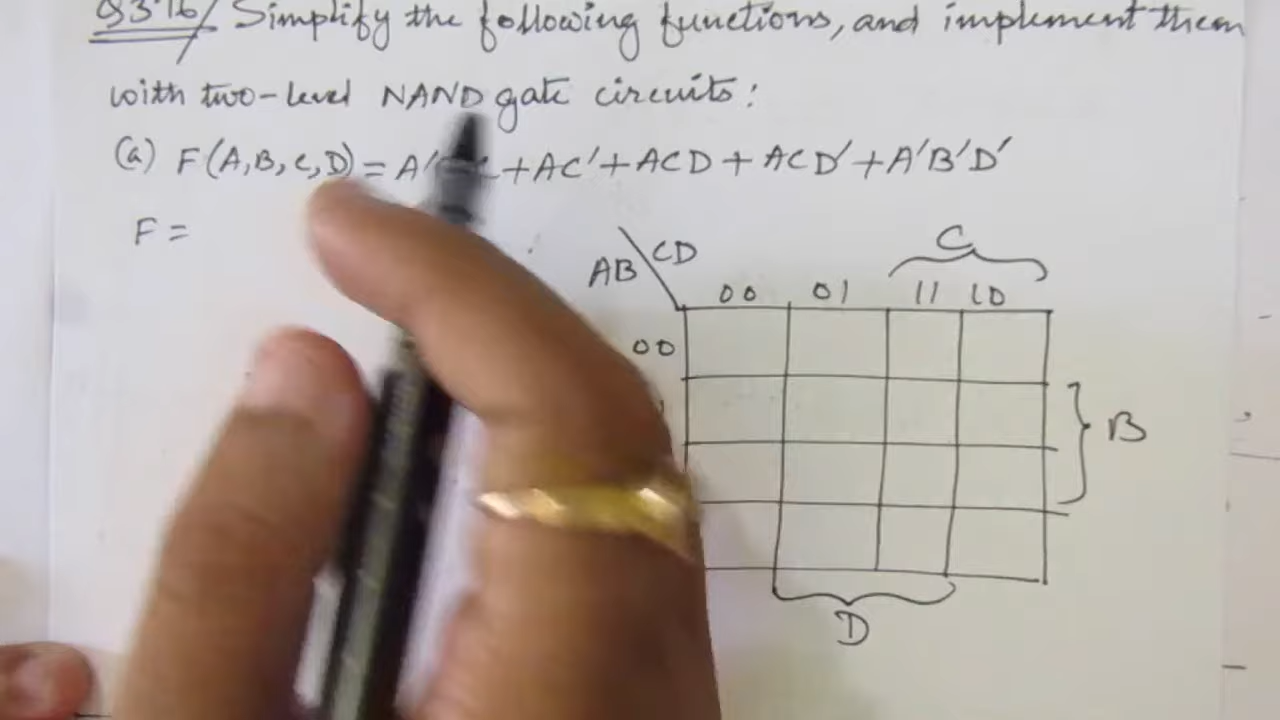 Q3.16/ Simplify the following functions, and implement them
with two-level NAND gate circuits:
(a) F(A,B,C,D) = A' +AC'+ACD+ACD'+A'B'D'
F =
C
CD
AB
00 01 11 10
00
B
D